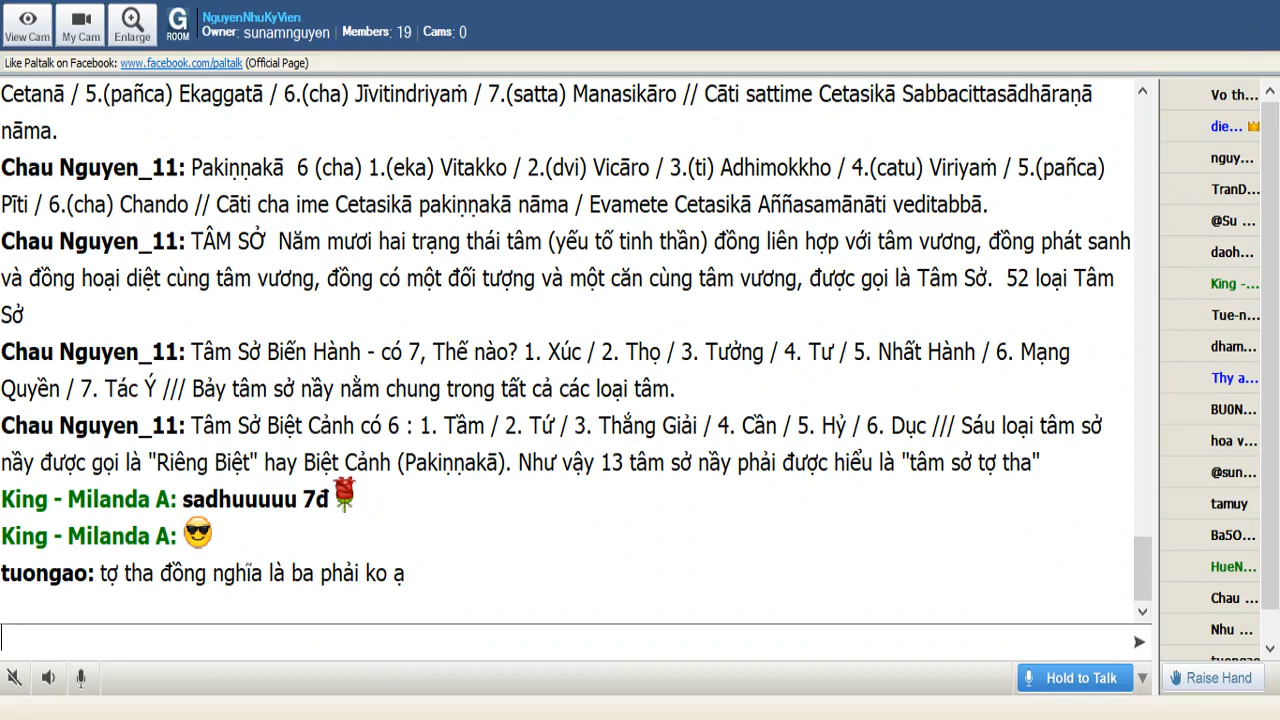 NguyenNhuKyVien
G
ROOM
Owner: sunamnguyen Members: 19 Cams: 0
View Cam My Cam Enlarge
Like Paltalk on Facebook: www.facebook.com/paltalk (Official Page)
Cetanā / 5.(pañca) Ekaggatā / 6.(cha) Jīvitindriyaṁ / 7.(satta) Manasikāro // Cāti sattime Cetasikā Sabbacittasādhāraṇā
nāma.
Chau Nguyen_11: Pakiṇṇakā 6 (cha) 1.(eka) Vitakko / 2.(dvi) Vicāro / 3.(ti) Adhimokkho / 4.(catu) Viriyaṁ / 5.(pañca)
Pīti / 6.(cha) Chando // Cāti cha ime Cetasikā pakiṇṇakā nāma / Evamete Cetasikā Aññasamānāti veditabbā.
Chau Nguyen_11: TÂM SỞ Năm mươi hai trạng thái tâm (yếu tố tinh thần) đồng liên hợp với tâm vương, đồng phát sanh
và đồng hoại diệt cùng tâm vương, đồng có một đối tượng và một căn cùng tâm vương, được gọi là Tâm Sở. 52 loại Tâm
Sở
Chau Nguyen_11: Tâm Sở Biến Hành - có 7, Thế nào? 1. Xúc / 2. Thọ / 3. Tưởng / 4. Tư / 5. Nhất Hành / 6. Mạng
Quyền / 7. Tác Ý /// Bảy tâm sở nầy nằm chung trong tất cả các loại tâm.
Chau Nguyen_11: Tâm Sở Biệt Cảnh có 6 : 1. Tầm / 2. Tứ / 3. Thắng Giải / 4. Cần / 5. Hỷ / 6. Dục /// Sáu loại tâm sở
nầy được gọi là "Riêng Biệt" hay Biệt Cảnh (Pakiṇṇakā). Như vậy 13 tâm sở nầy phải được hiểu là "tâm sở tợ tha"
King - Milanda A: sadhuuuuu 7đ
King - Milanda A:
tuongao: tợ tha đồng nghĩa là ba phải ko ạ
Vo th...
die...
nguy...
TranD...
@Su ...
daoh...
King -...
Tue-n...
dham...
Thy a...
BU0N...
hoa v...
@sun...
tamuy
Ba5O...
HueN...
Chau ...
Nhu ...
tuongao
Hold to Talk
Raise Hand